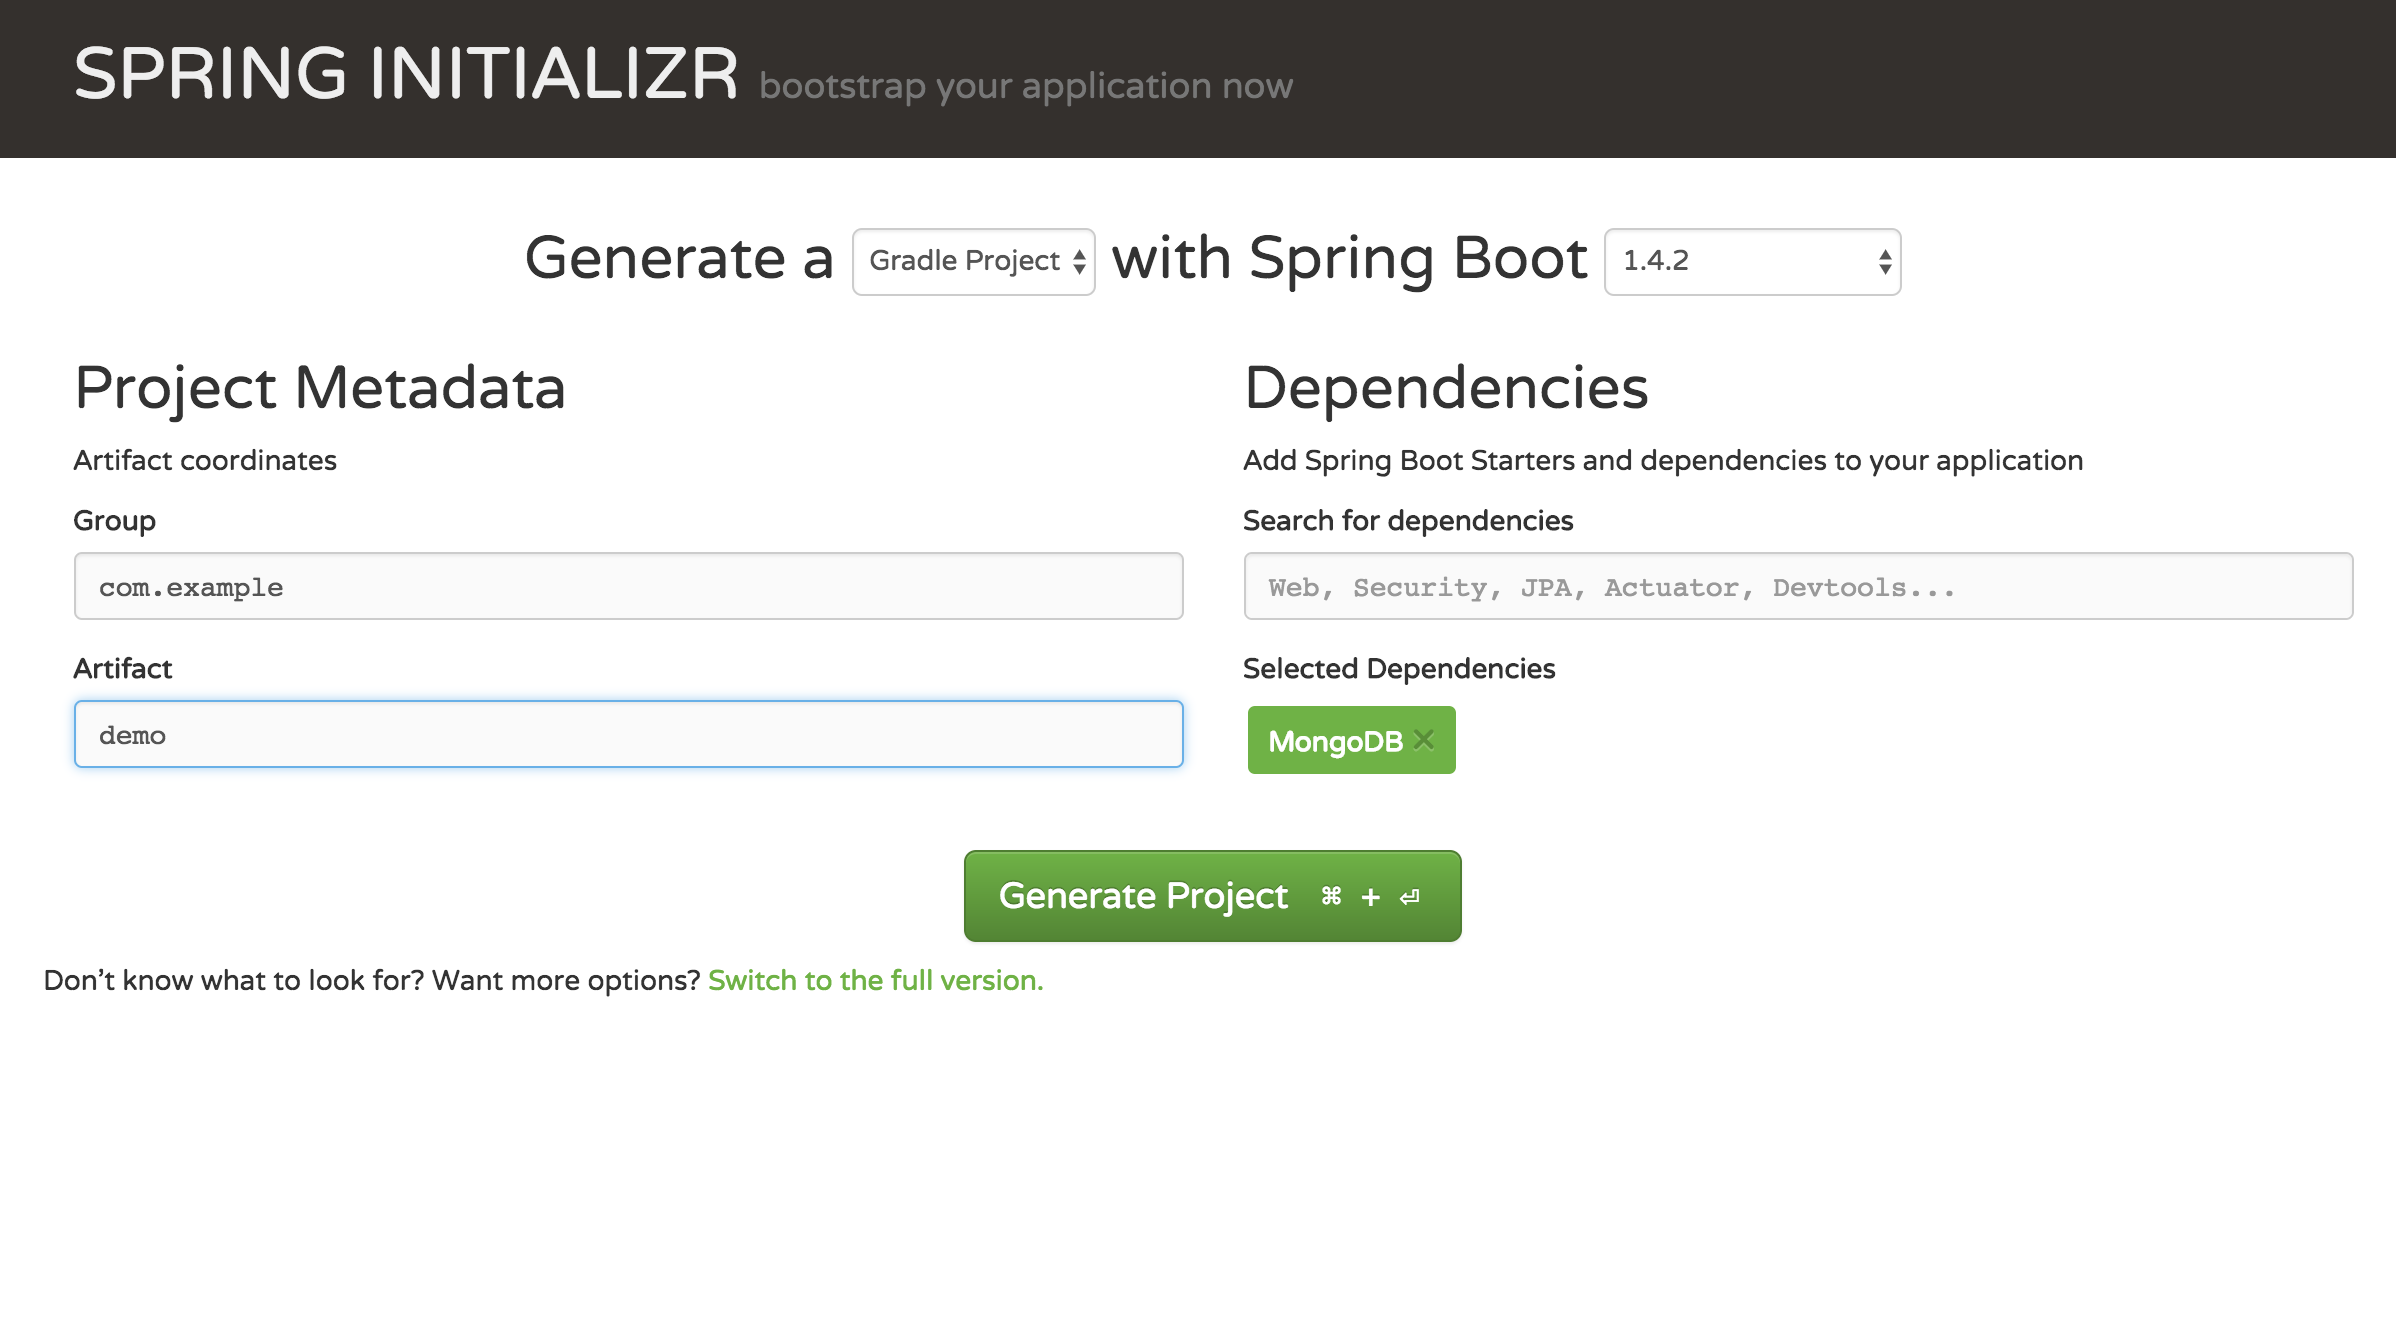 SPRING INITIALIZR bootstrap your application now
Generate a Gradle Project with Spring Boot 1.4.2
Project Metadata
Artifact coordinates
Group
com.example
Artifact
demo
Dependencies
Add Spring Boot Starters and dependencies to your application
Search for dependencies
Web, Security, JPA, Actuator, Devtools...
Selected Dependencies
MongoDB ×
Generate Project ⌘ + ⏎
Don't know what to look for? Want more options? Switch to the full version.